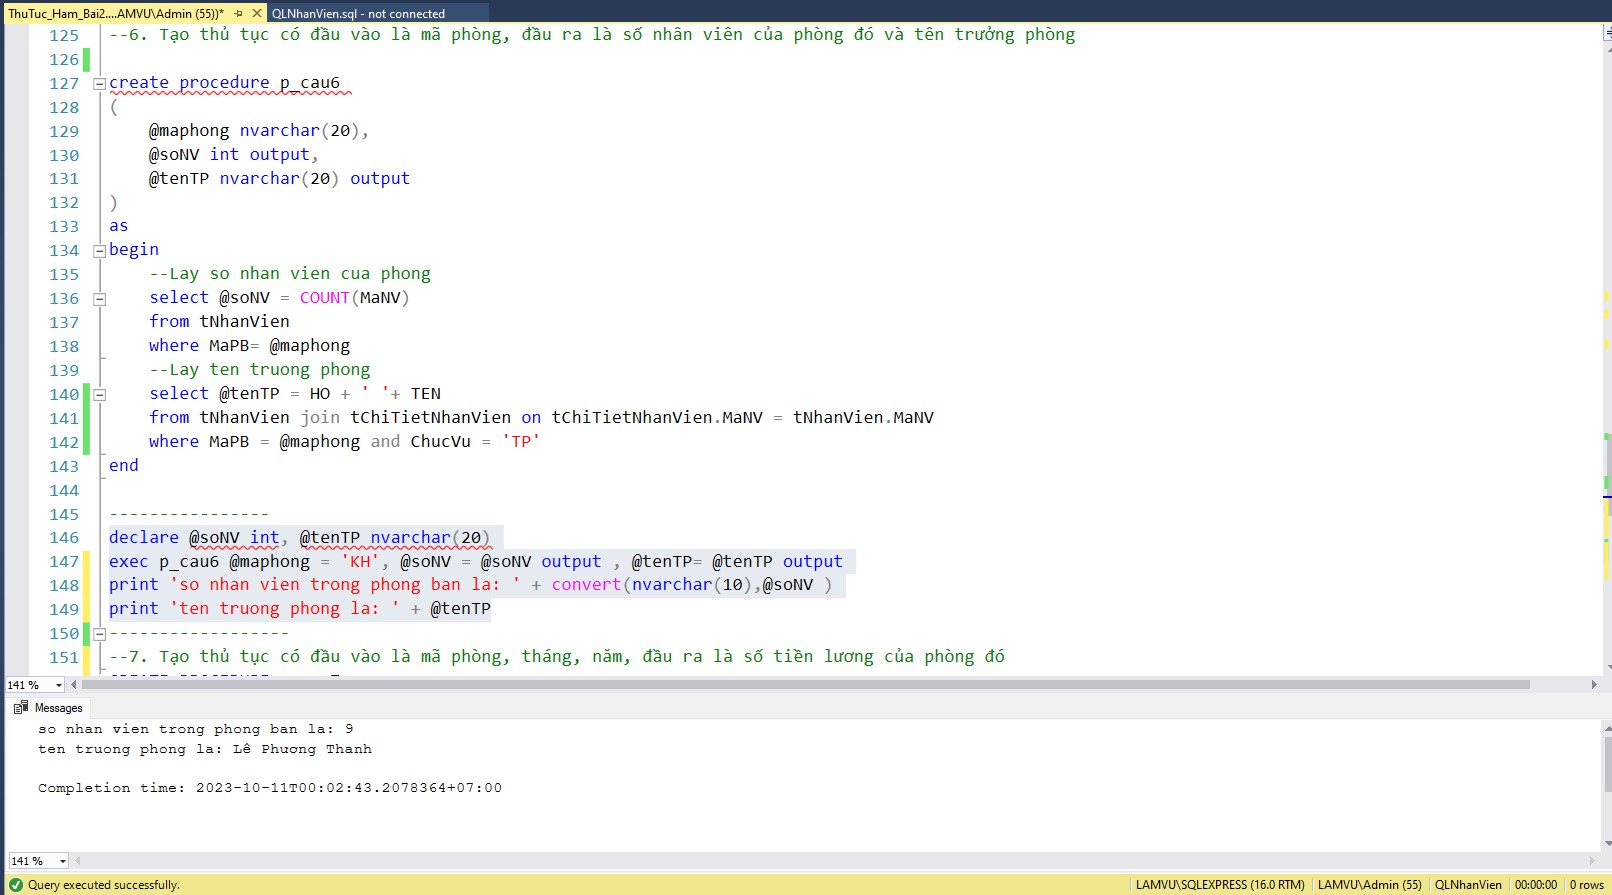 ThuTuc_Ham_Bai2....AMVU\Admin (55))* QLNhanVien.sql - not connected
125 --6. Tạo thủ tục có đầu vào là mã phòng, đầu ra là số nhân viên của phòng đó và tên trưởng phòng
126
127 create procedure p_cau6
128 (
129 @maphong nvarchar(20),
130 @soNV int output,
131 @tenTP nvarchar(20) output
132 )
133 as
134 begin
135 --Lay so nhan vien cua phong
136 select @soNV = COUNT(MaNV)
137 from tNhanVien
138 where MaPB= @maphong
139 --Lay ten truong phong
140 select @tenTP = HO + ' '+ TEN
141 from tNhanVien join tChiTietNhanVien on tChiTietNhanVien.MaNV = tNhanVien.MaNV
142 where MaPB = @maphong and ChucVu = 'TP'
143 end
144
145 ----------------
146 declare @soNV int, @tenTP nvarchar(20)
147 exec p_cau6 @maphong = 'KH', @soNV = @soNV output , @tenTP= @tenTP output
148 print 'so nhan vien trong phong ban la: ' + convert(nvarchar(10),@soNV )
149 print 'ten truong phong la: ' + @tenTP
150 ------------------
151 --7. Tạo thủ tục có đầu vào là mã phòng, tháng, năm, đầu ra là số tiền lương của phòng đó
141 %
Messages
so nhan vien trong phong ban la: 9
ten truong phong la: Lê Phương Thanh
Completion time: 2023-10-11T00:02:43.2078364+07:00
141 %
Query executed successfully. LAMVU\SQLEXPRESS (16.0 RTM) LAMVU\Admin (55) QLNhanVien 00:00:00 0 rows